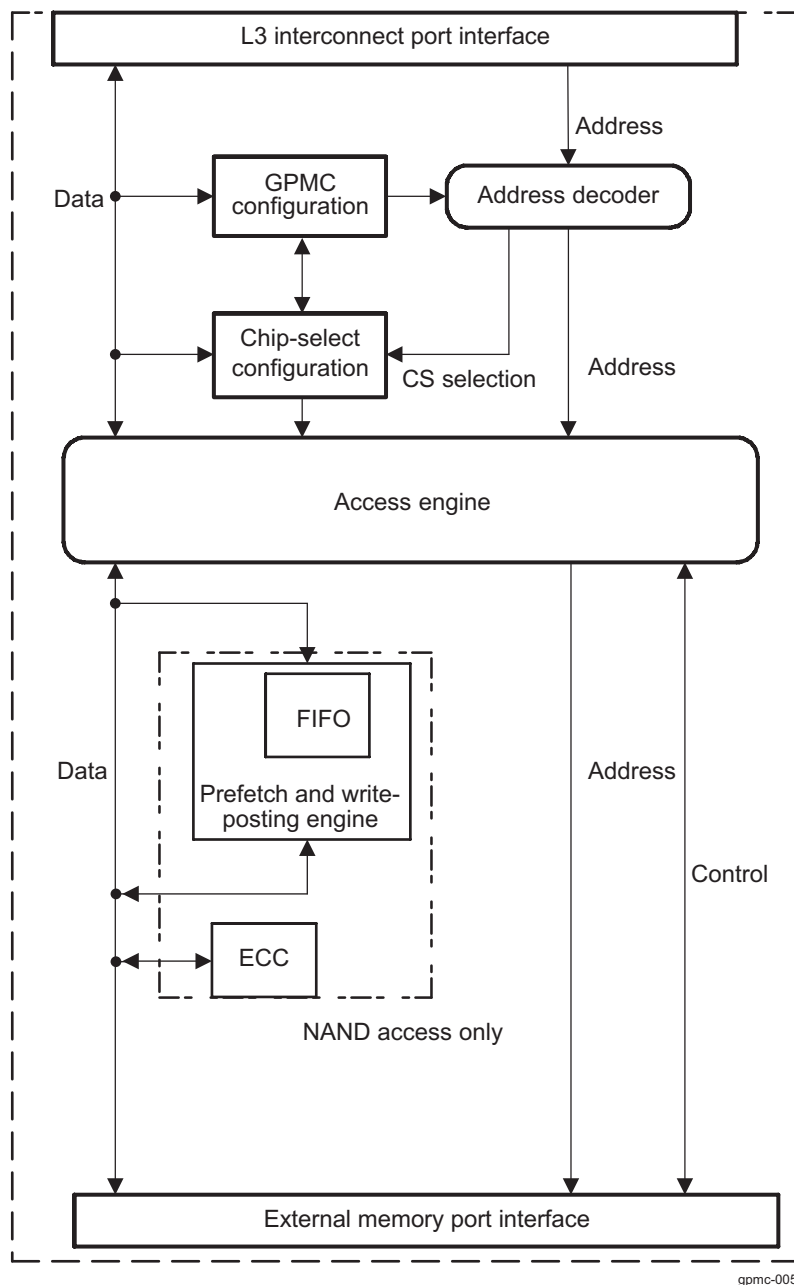 L3 interconnect port interface
Address
GPMC
configuration
Address decoder
Data
Chip-select
configuration
CS selection
Address
Access engine
FIFO
Data
Prefetch and write-
posting engine
Address
Control
ECC
NAND access only
External memory port interface
gpmc-005